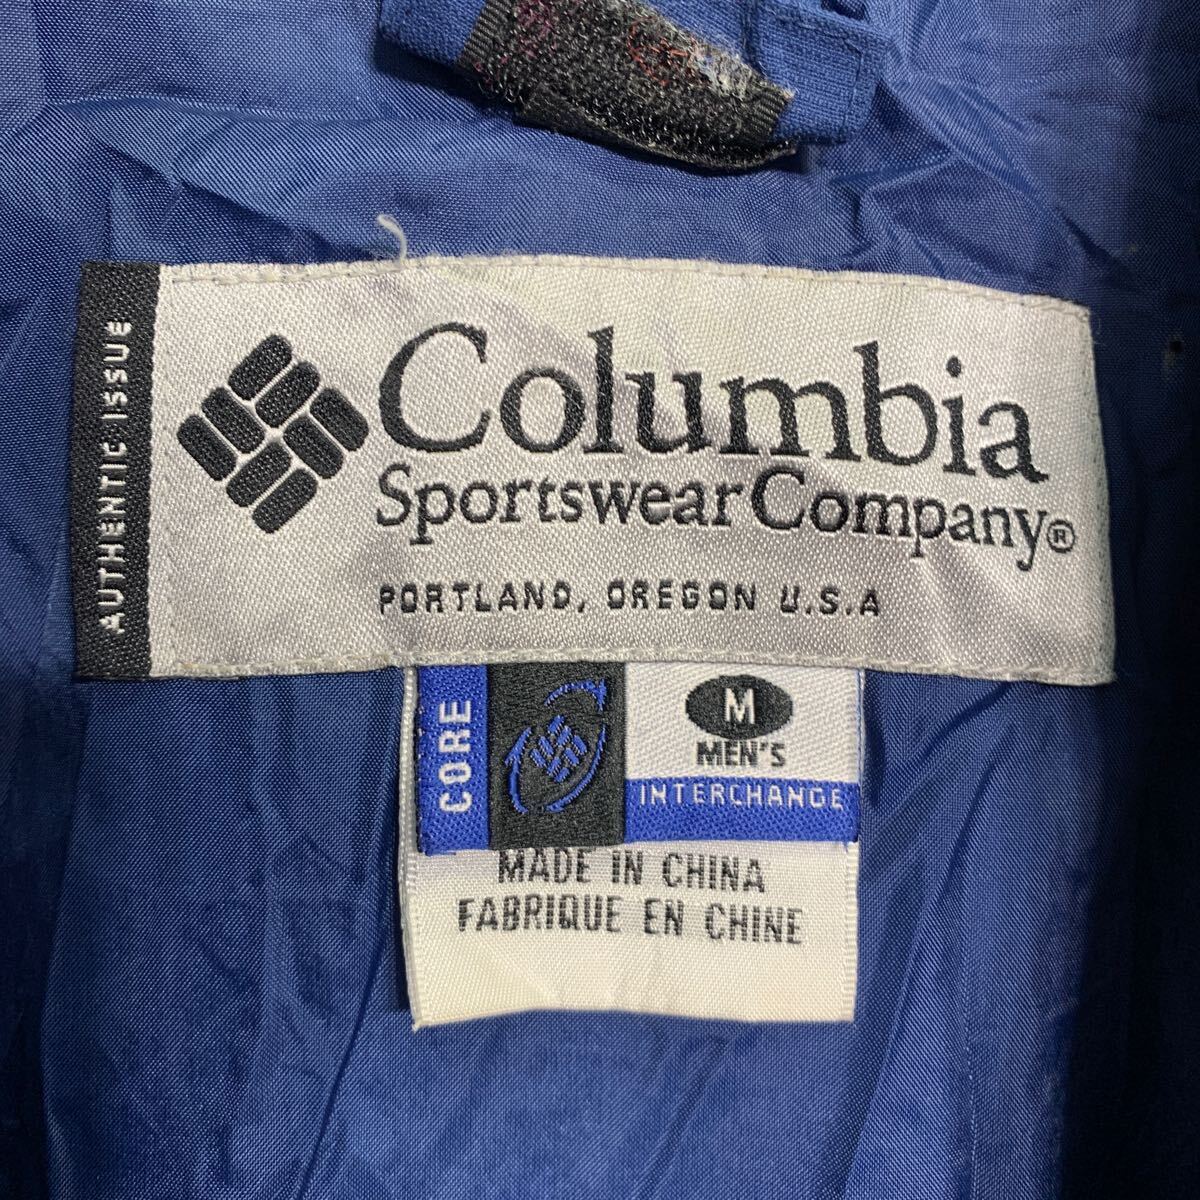 AUTHENTIC ISSUE
Columbia
Sportswear Company®
PORTLAND, OREGON U.S.A
CORE
M
MEN'S
INTERCHANGE
MADE IN CHINA
FABRIQUE EN CHINE